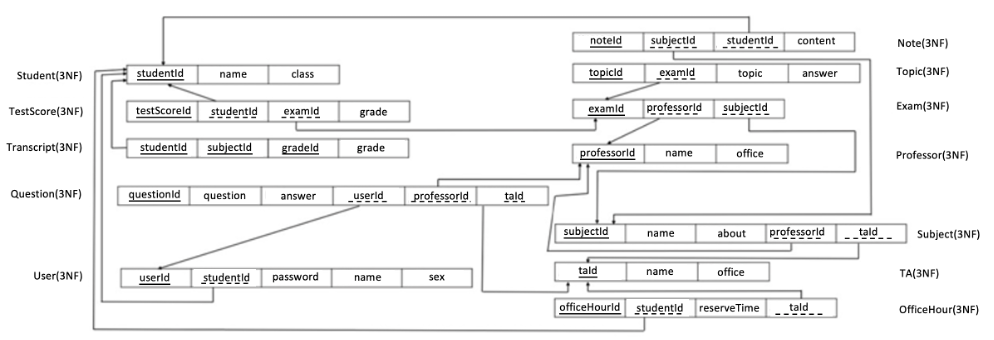 noteId subjectId studentId content Note(3NF)
Student(3NF) studentId name class
topicId examId topic answer Topic(3NF)
TestScore(3NF) testScoreId studentId examId grade
examId professorId subjectId Exam(3NF)
Transcript(3NF) studentId subjectId gradeId grade
professorId name office Professor(3NF)
Question(3NF) questionId question answer userId professorId taId
subjectId name about professorId taId Subject(3NF)
User(3NF) userId studentId password name sex
taId name office TA(3NF)
officeHourId studentId reserveTime taId OfficeHour(3NF)